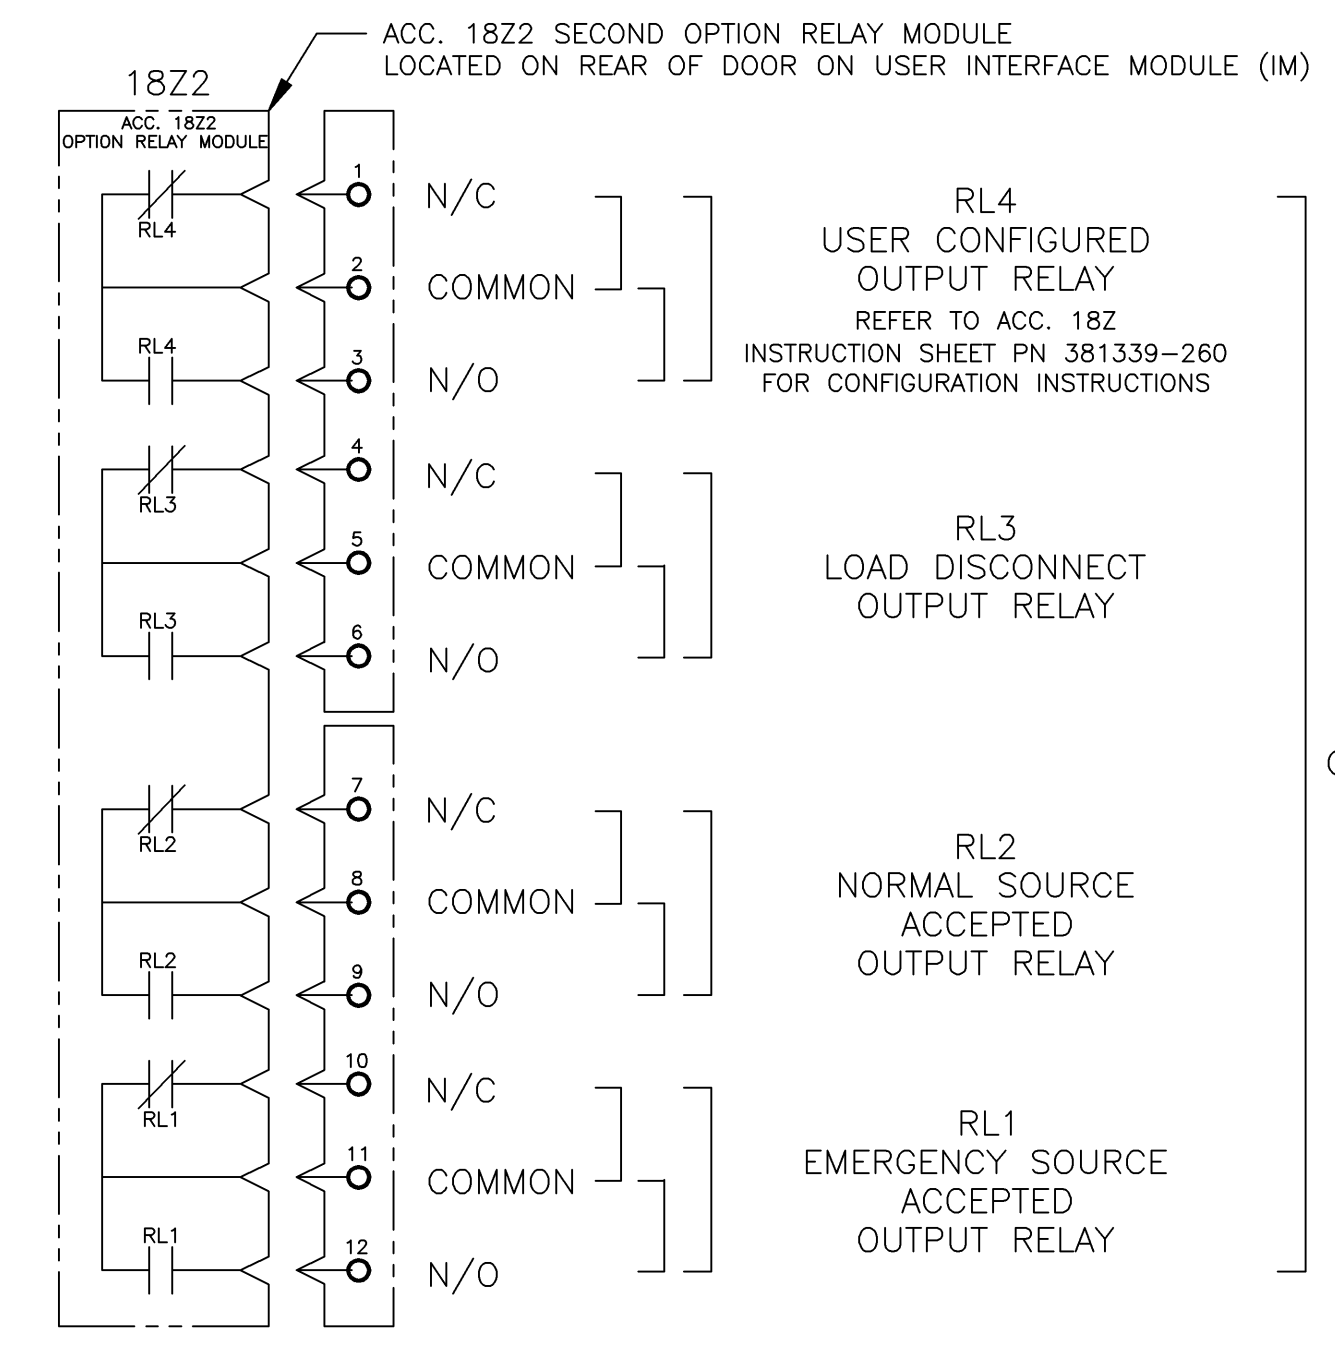 ACC. 18Z2 SECOND OPTION RELAY MODULE
LOCATED ON REAR OF DOOR ON USER INTERFACE MODULE (IM)
18Z2
ACC. 18Z2
OPTION RELAY MODULE
RL4
1
N/C
2
COMMON
RL4
3
N/O
RL4
USER CONFIGURED
OUTPUT RELAY
REFER TO ACC. 18Z
INSTRUCTION SHEET PN 381339-260
FOR CONFIGURATION INSTRUCTIONS
RL3
4
N/C
5
COMMON
RL3
6
N/O
RL3
LOAD DISCONNECT
OUTPUT RELAY
RL2
7
N/C
8
COMMON
RL2
9
N/O
RL2
NORMAL SOURCE
ACCEPTED
OUTPUT RELAY
RL1
10
N/C
11
COMMON
RL1
12
N/O
RL1
EMERGENCY SOURCE
ACCEPTED
OUTPUT RELAY